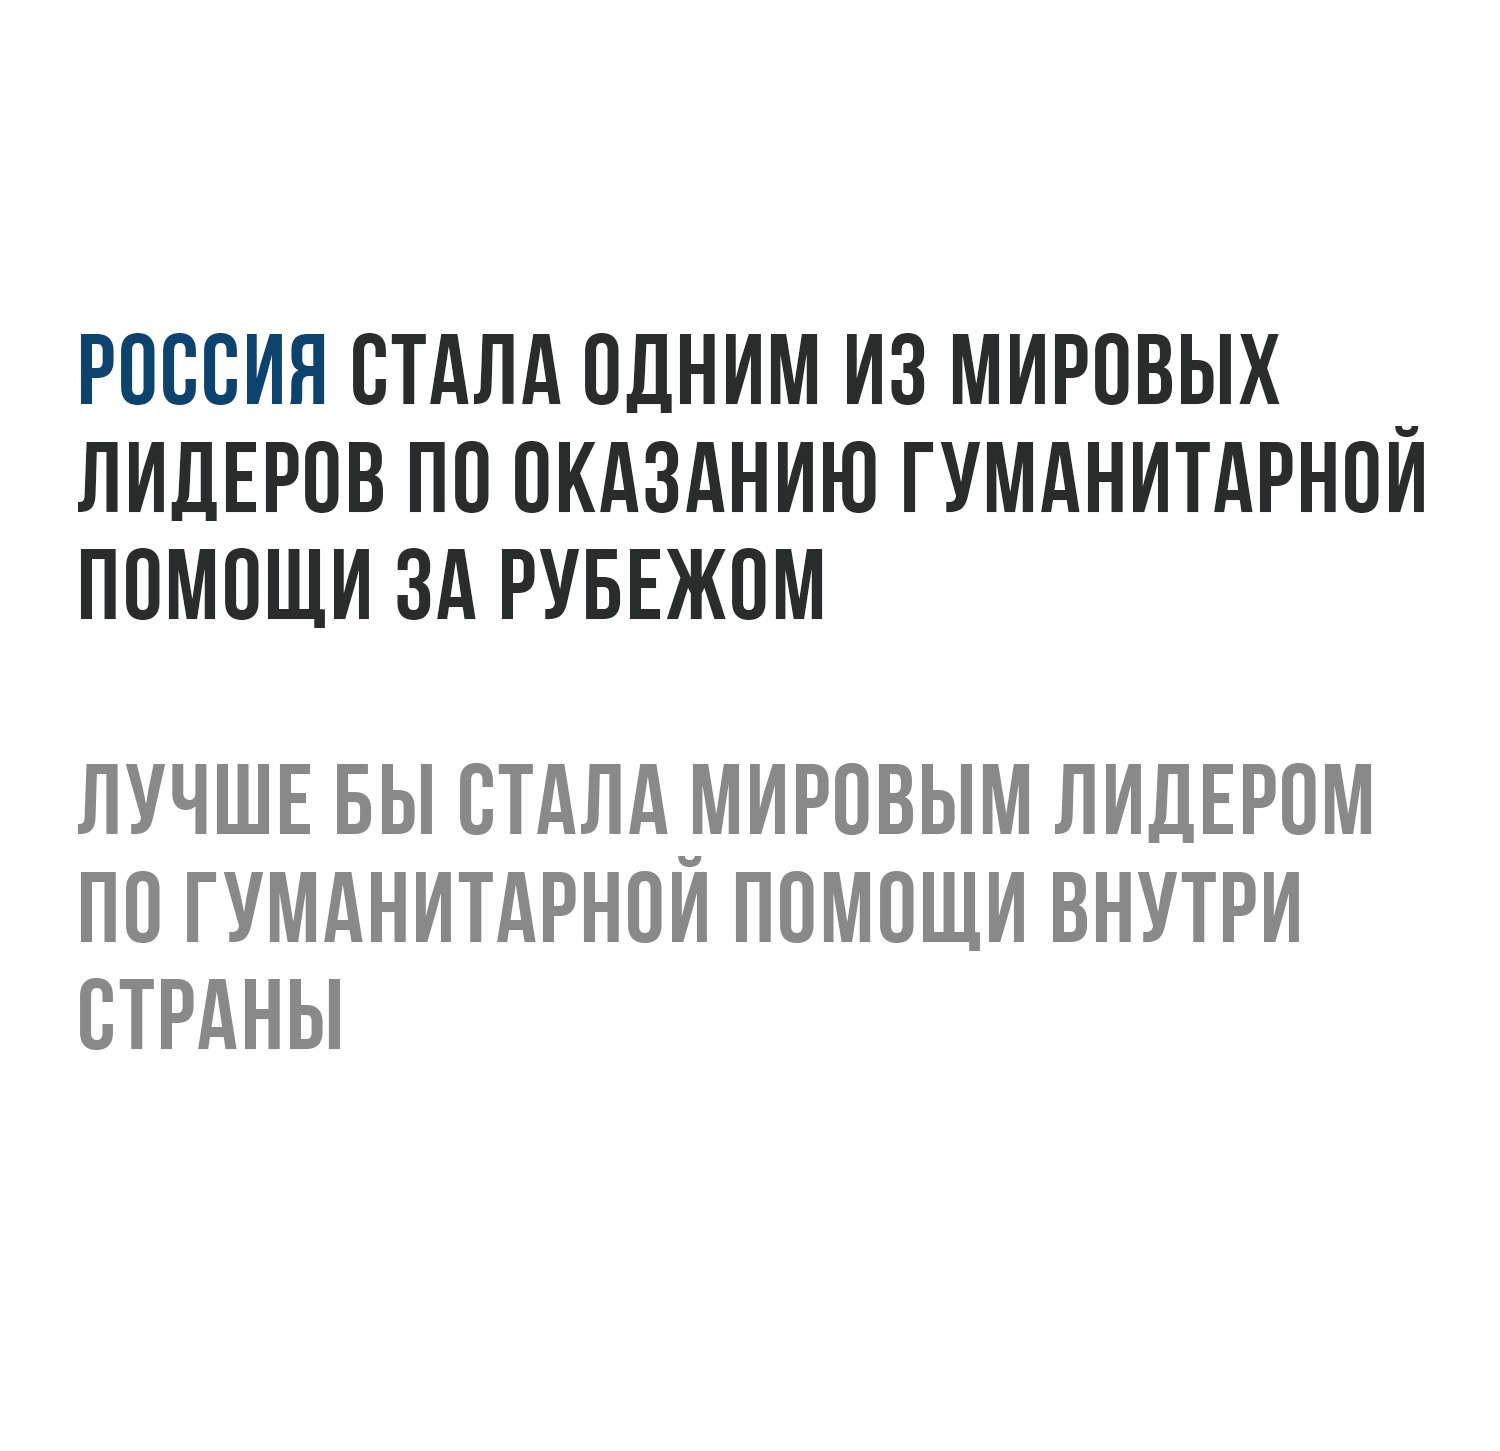 РОССИЯ СТАЛА ОДНИМ ИЗ МИРОВЫХ
ЛИДЕРОВ ПО ОКАЗАНИЮ ГУМАНИТАРНОЙ
ПОМОЩИ ЗА РУБЕЖОМ
ЛУЧШЕ БЫ СТАЛА МИРОВЫМ ЛИДЕРОМ
ПО ГУМАНИТАРНОЙ ПОМОЩИ ВНУТРИ
СТРАНЫ